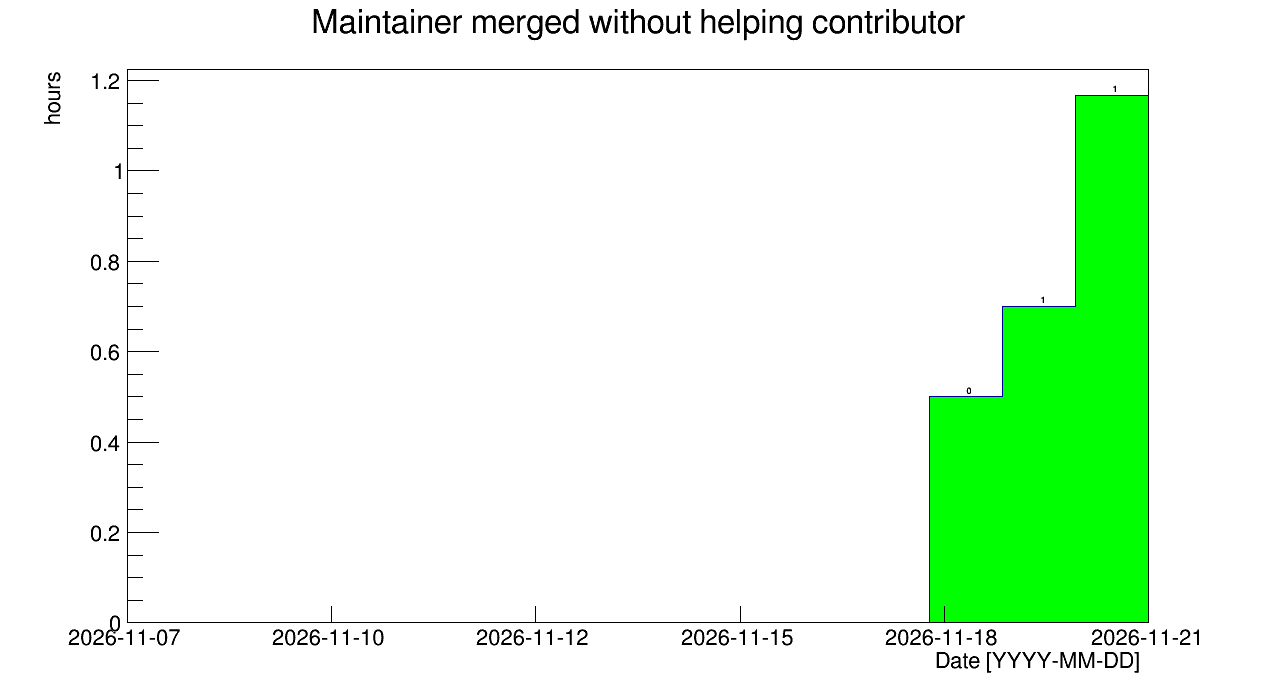 Maintainer merged without helping contributor
hours
1.2
1
0.8
0.6
0.4
0.2
0
1
1
0
2026-11-07 2026-11-10 2026-11-12 2026-11-15 2026-11-18 2026-11-21
Date [YYYY-MM-DD]